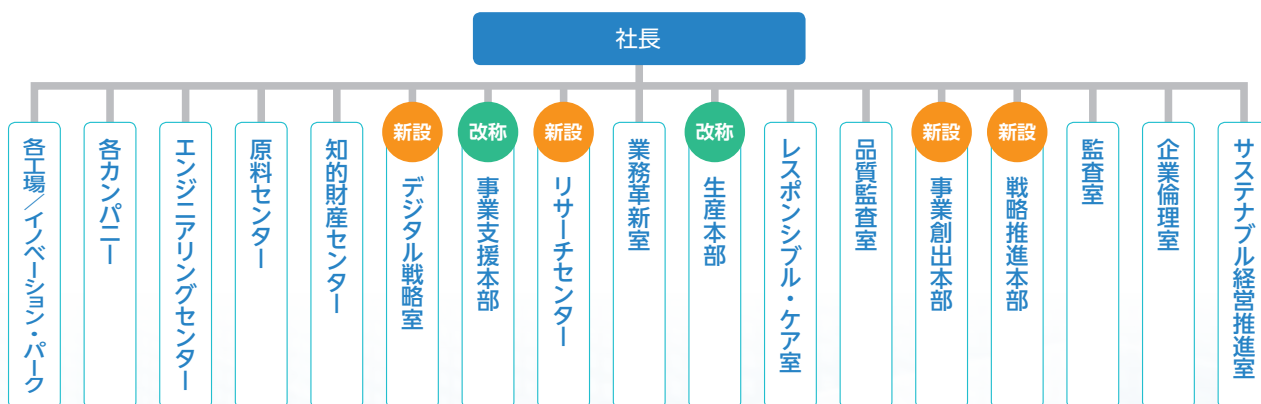 社長
各工場／イノベーション・パーク
各カンパニー
エンジニアリングセンター
原料センター
知的財産センター
新設
デジタル戦略室
改称
事業支援本部
新設
リサーチセンター
業務革新室
改称
生産本部
レスポンシブル・ケア室
品質監査室
新設
事業創出本部
新設
戦略推進本部
監査室
企業倫理室
サステナブル経営推進室